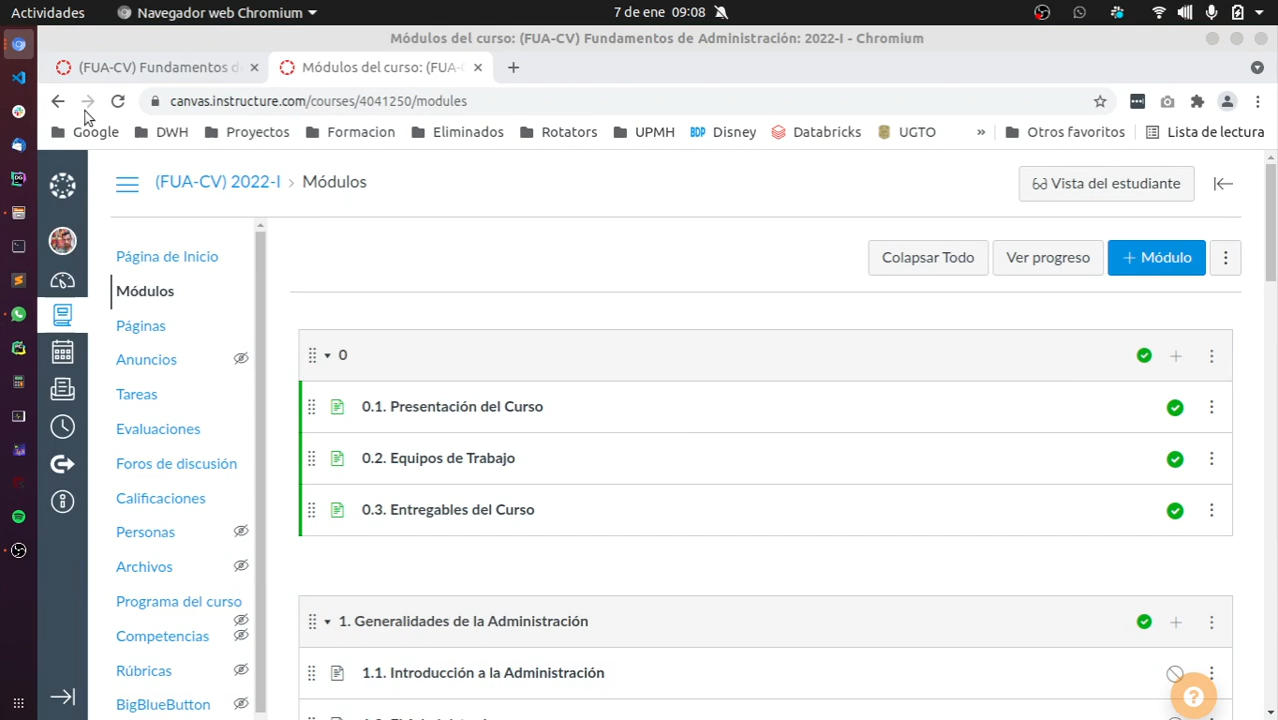 Actividades Navegador web Chromium 7 de ene 09:08
Módulos del curso: (FUA-CV) Fundamentos de Administración: 2022-I - Chromium
(FUA-CV) Fundamentos d Módulos del curso: (FUA-C
canvas.instructure.com/courses/4041250/modules
Google DWH Proyectos Formacion Eliminados Rotators UPMH BDP Disney Databricks UGTO » Otros favoritos Lista de lectura
(FUA-CV) 2022-I › Módulos Vista del estudiante
Colapsar Todo Ver progreso + Módulo
Página de Inicio
Módulos
Páginas
Anuncios
Tareas
Evaluaciones
Foros de discusión
Calificaciones
Personas
Archivos
Programa del curso
Competencias
Rúbricas
BigBlueButton
0
0.1. Presentación del Curso
0.2. Equipos de Trabajo
0.3. Entregables del Curso
1. Generalidades de la Administración
1.1. Introducción a la Administración